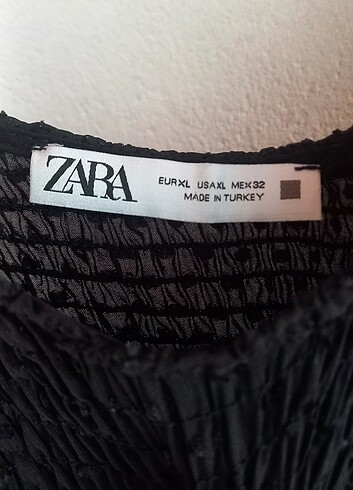 ZARA
EUR XL USA XL MEX 32
MADE IN TURKEY